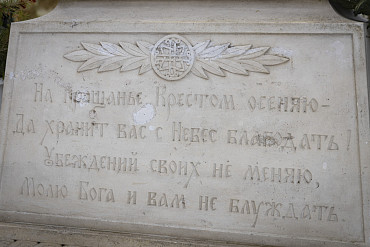 На Прощанье Крестом осеняю-
Да хранит вас с Небес благодать!
Убеждений своих не меняю,
Молю Бога и вам не блуждать.